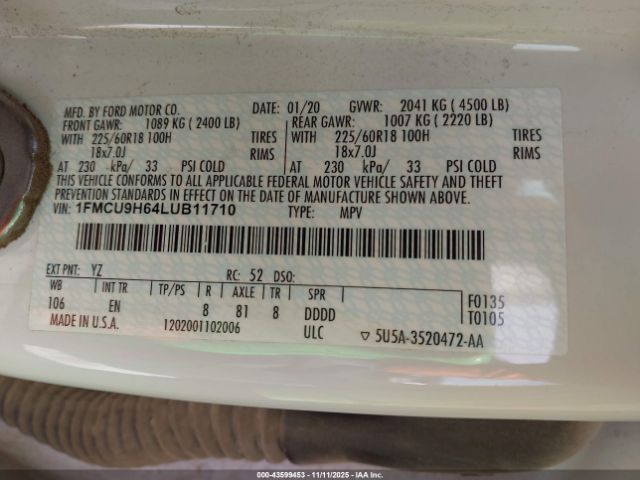 MFD. BY FORD MOTOR CO. DATE: 01/20 GVWR: 2041 KG ( 4500 LB)
FRONT GAWR: 1089 KG ( 2400 LB) REAR GAWR: 1007 KG ( 2220 LB)
WITH 225/60R18 100H TIRES WITH 225/60R18 100H TIRES
18x7.0J RIMS 18x7.0J RIMS
AT 230 kPa/ 33 PSI COLD AT 230 kPa/ 33 PSI COLD
THIS VEHICLE CONFORMS TO ALL APPLICABLE FEDERAL MOTOR VEHICLE SAFETY AND THEFT
PREVENTION STANDARDS IN EFFECT ON THE DATE OF MANUFACTURE SHOWN ABOVE.
VIN: 1FMCU9H64LUB11710 TYPE: MPV
EXT PNT: YZ RC: 52 DSO:
WB INT TR TP/PS R AXLE TR SPR F0135
106 EN 8 81 8 DDDD T0105
MADE IN U.S.A. 1202001102006 ULC ▽ 5U5A-3520472-AA
000-43599453 - 11/11/2025 - IAA Inc.